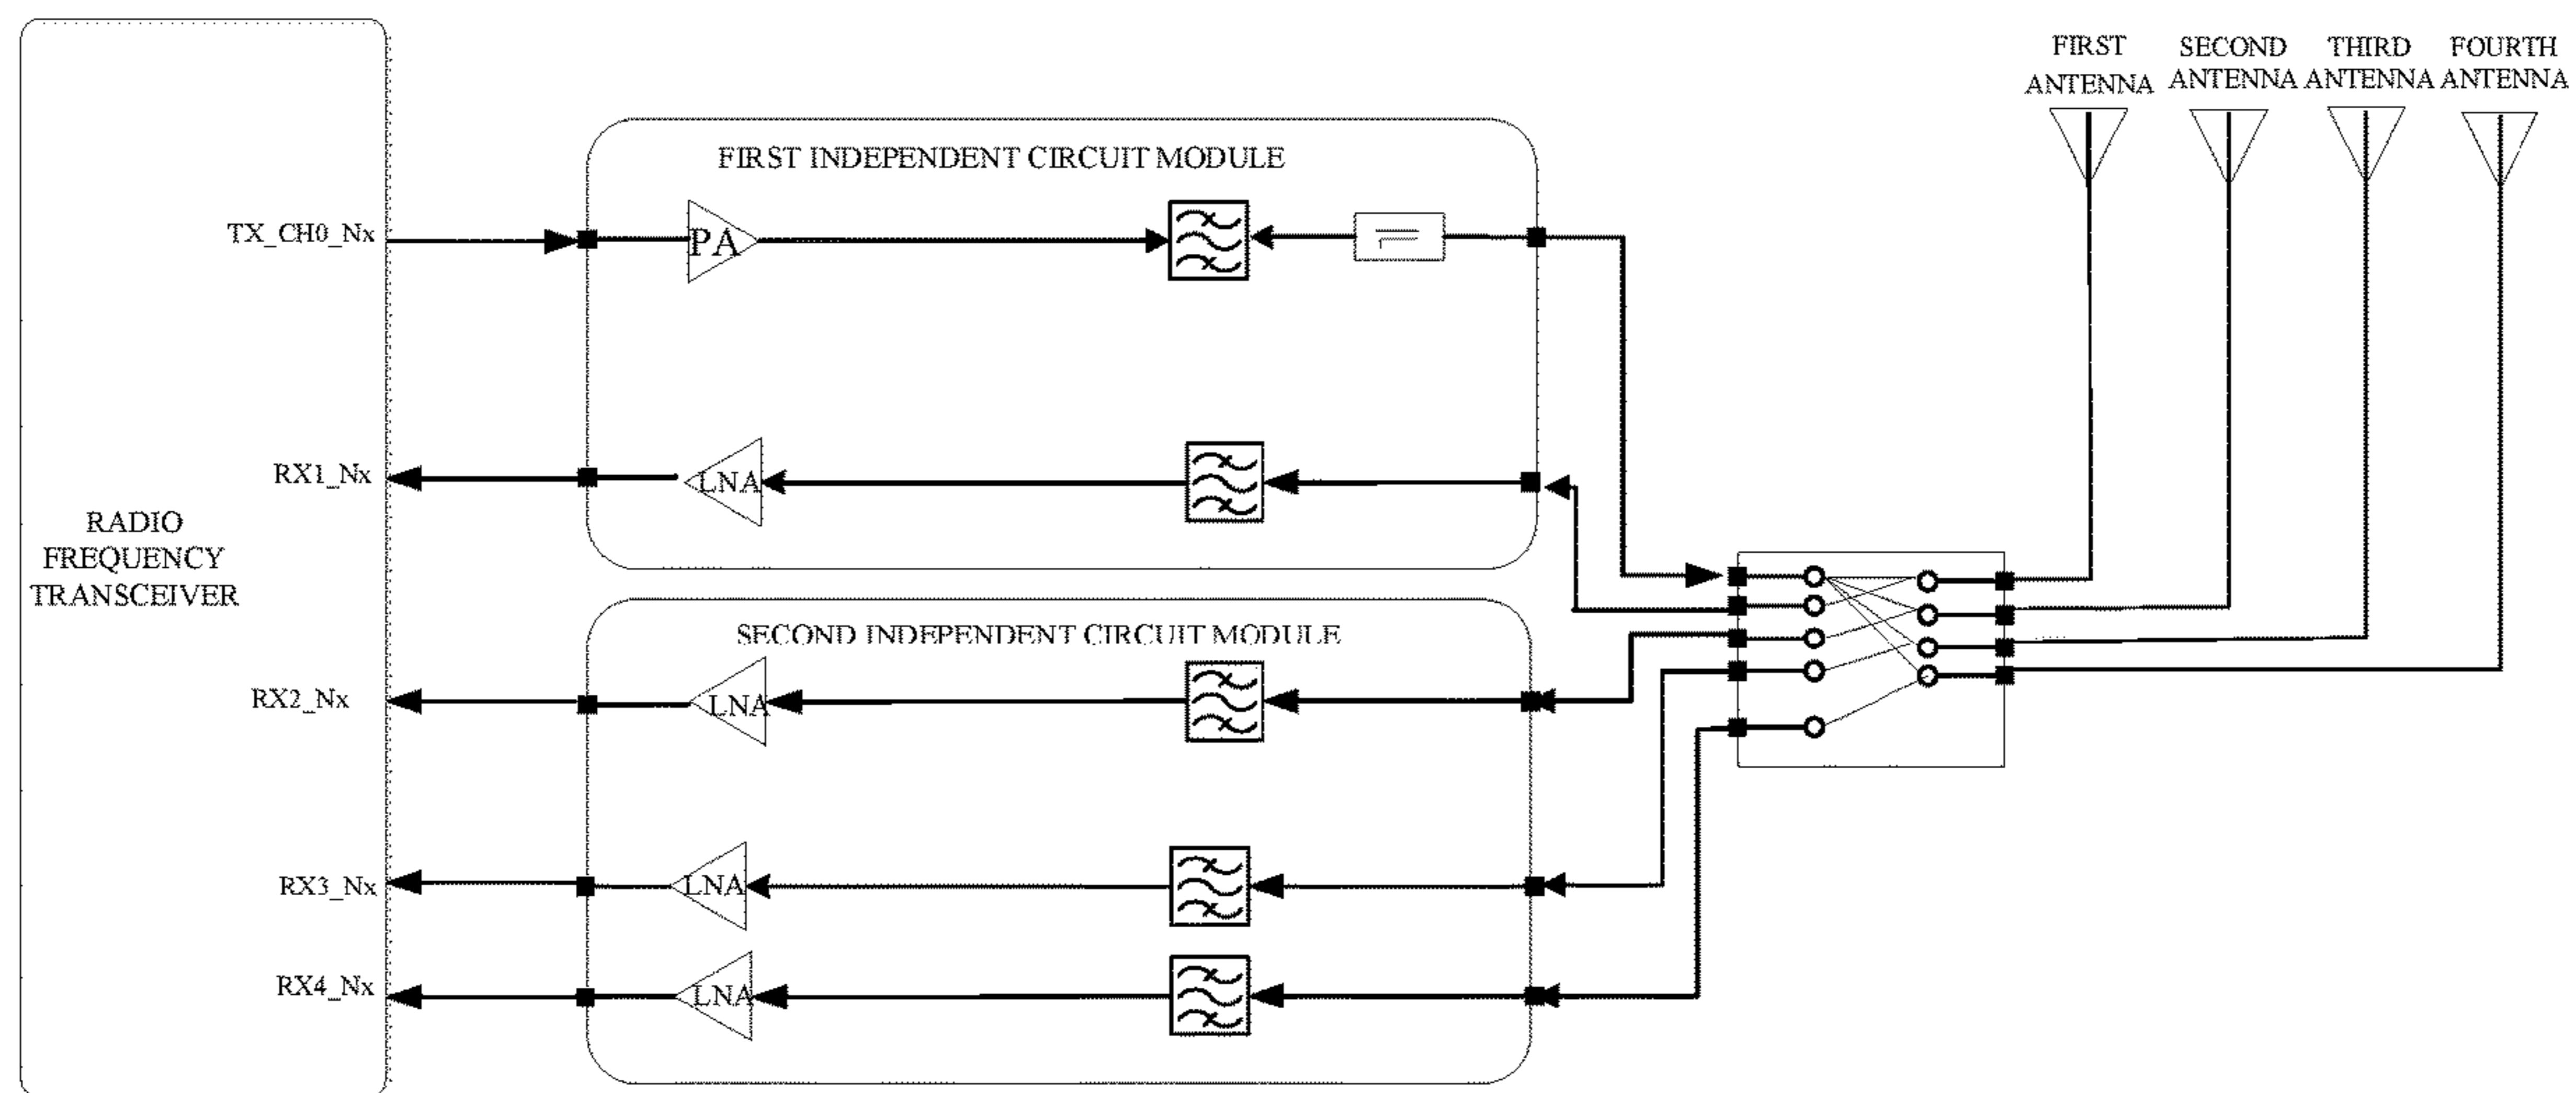 FIRST
ANTENNA
SECOND
ANTENNA
THIRD
ANTENNA
FOURTH
ANTENNA
FIRST INDEPENDENT CIRCUIT MODULE
TX_CH0_Nx
PA
RX1_Nx
LNA
RADIO
FREQUENCY
TRANSCEIVER
SECOND INDEPENDENT CIRCUIT MODULE
RX2_Nx
LNA
RX3_Nx
LNA
RX4_Nx
LNA